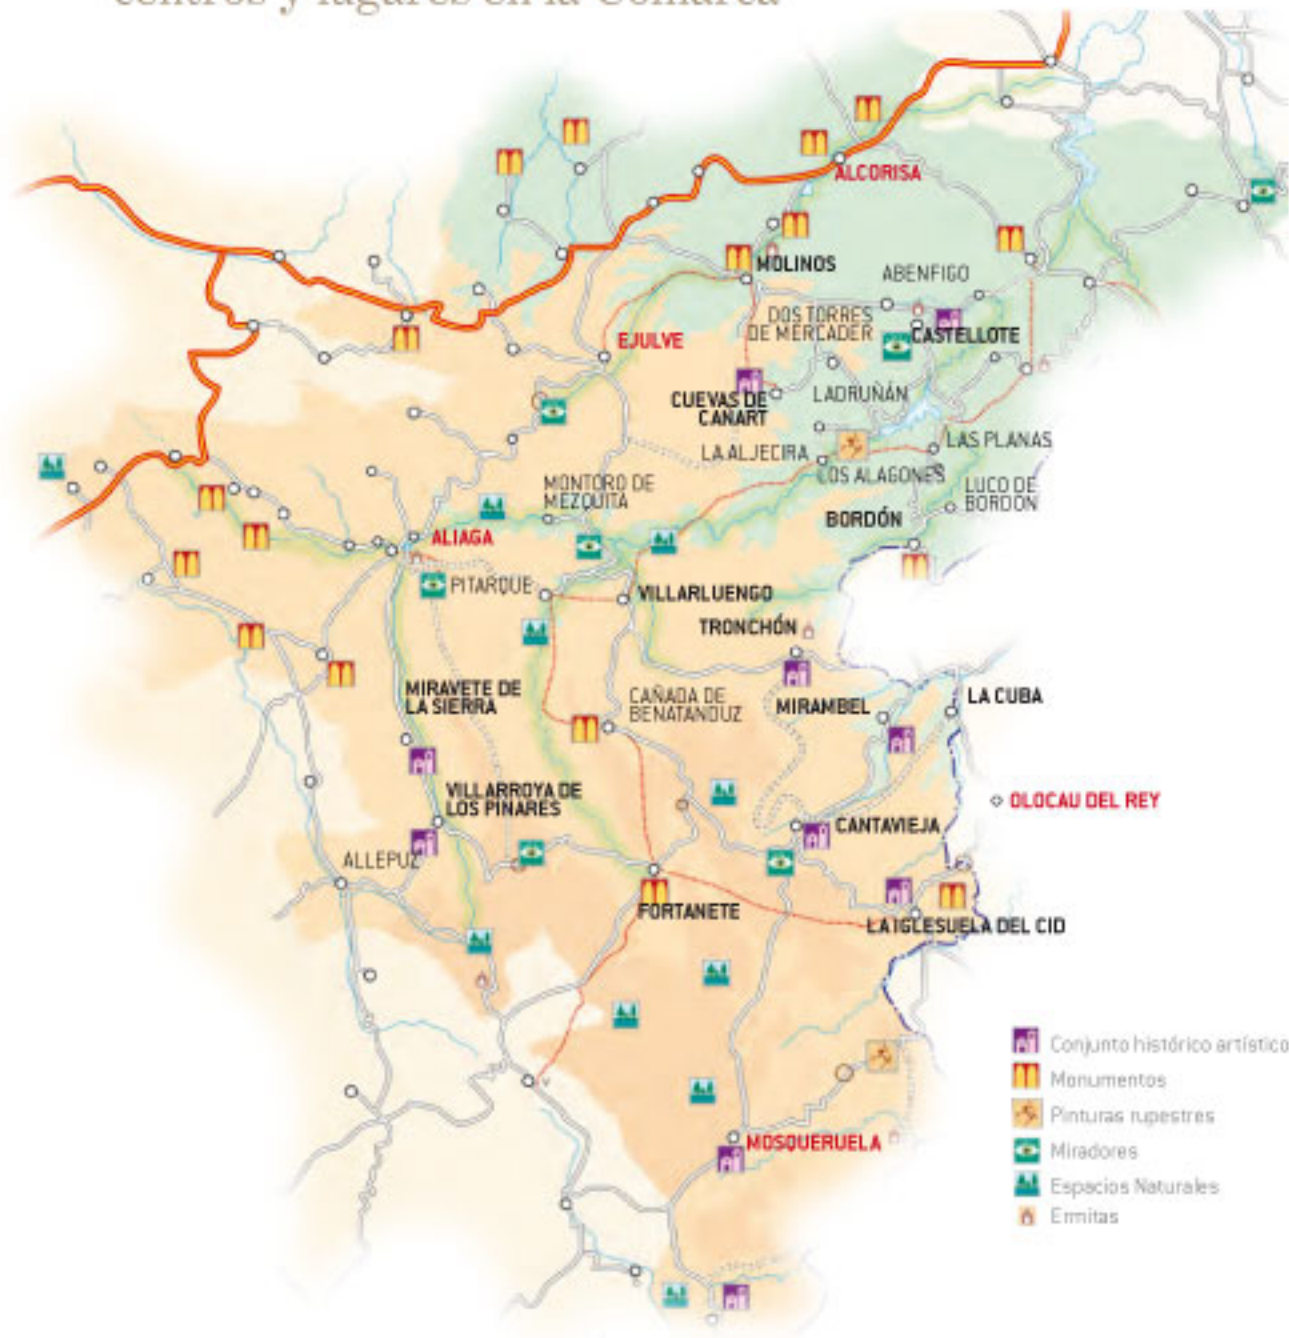 centros y lugares en la Comarca
ALCORISA
MOLINOS
ABENFIGO
DOS TORRES
DE MERCADER
CASTELLOTE
EJULVE
CUEVAS DE
CAÑART
LADRUÑÁN
LA ALJECIRA
LAS PLANAS
LOS ALAGONES
MONTORO DE
MEZQUITA
LUCO DE
BORDÓN
BORDÓN
ALIAGA
PITARQUE
VILLARLUENGO
TRONCHÓN
MIRAVETE DE
LA SIERRA
CAÑADA DE
BENATANDUZ
MIRAMBEL
LA CUBA
VILLARROYA DE
LOS PINARES
OLOCAU DEL REY
CANTAVIEJA
ALLEPUZ
FORTANETE
LA IGLESUELA DEL CID
MOSQUERUELA
Conjunto histórico artístico
Monumentos
Pinturas rupestres
Miradores
Espacios Naturales
Ermitas